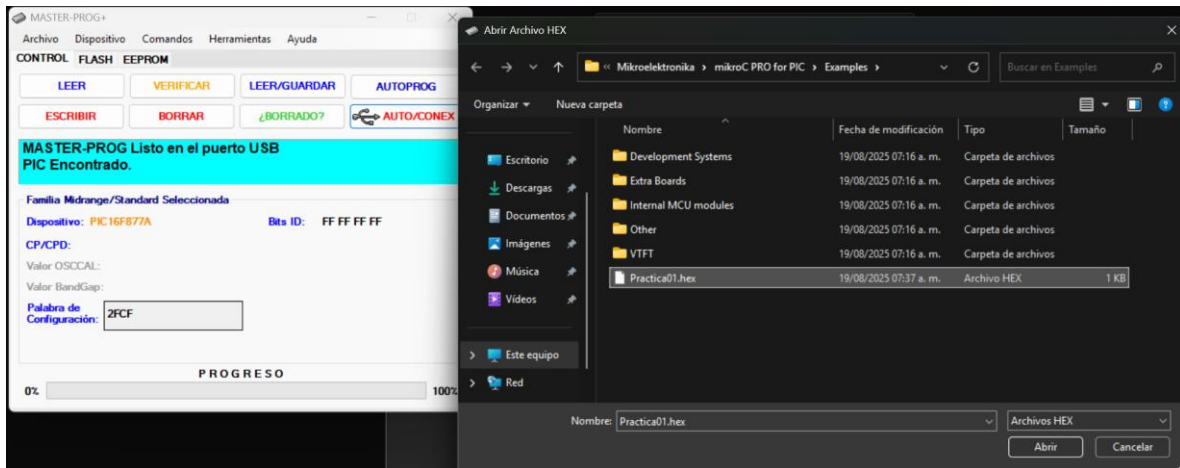 MASTER-PROG+
Archivo Dispositivo Comandos Herramientas Ayuda
CONTROL FLASH EEPROM
LEER VERIFICAR LEER/GUARDAR AUTOPROG
ESCRIBIR BORRAR ¿BORRADO? AUTO/CONEX
MASTER-PROG Listo en el puerto USB
PIC Encontrado.
Familia Midrange/Standard Seleccionada
Dispositivo: PIC16F877A Bits ID: FF FF FF FF
CP/CPD:
Valor OSCCAL:
Valor BandGap:
Palabra de
Configuración: 2FCF
PROGRESO
0% 100%
Abrir Archivo HEX
« Mikroelektronika › mikroC PRO for PIC › Examples › Buscar en Examples
Organizar Nueva carpeta
Nombre Fecha de modificación Tipo Tamaño
Escritorio
Descargas
Documentos
Imágenes
Música
Vídeos
Este equipo
Red
Development Systems 19/08/2025 07:16 a. m. Carpeta de archivos
Extra Boards 19/08/2025 07:16 a. m. Carpeta de archivos
Internal MCU modules 19/08/2025 07:16 a. m. Carpeta de archivos
Other 19/08/2025 07:16 a. m. Carpeta de archivos
VTFT 19/08/2025 07:16 a. m. Carpeta de archivos
Practica01.hex 19/08/2025 07:37 a. m. Archivo HEX 1 KB
Nombre: Practica01.hex Archivos HEX
Abrir Cancelar